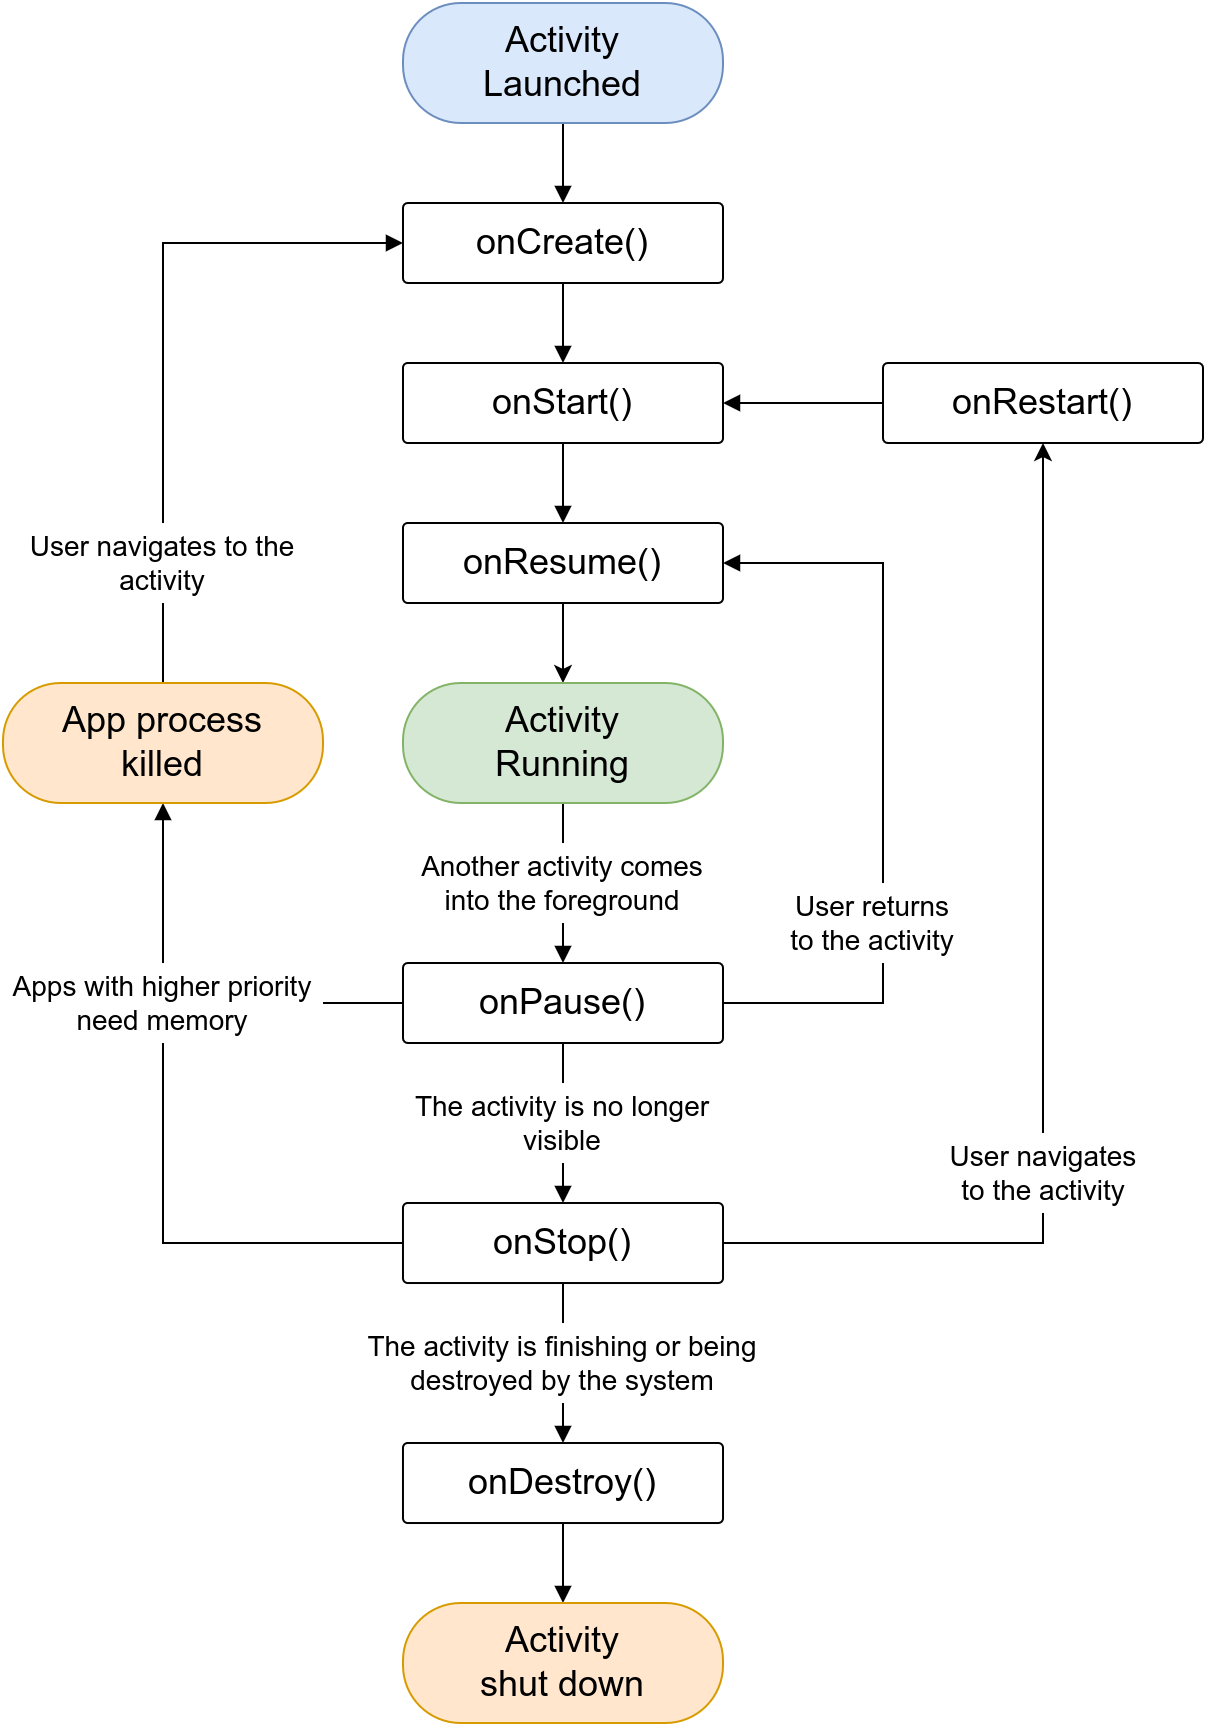 Activity
Launched
onCreate()
onStart()
onRestart()
onResume()
User navigates to the
activity
App process
killed
Activity
Running
Another activity comes
into the foreground
User returns
to the activity
Apps with higher priority
need memory
onPause()
The activity is no longer
visible
User navigates
to the activity
onStop()
The activity is finishing or being
destroyed by the system
onDestroy()
Activity
shut down